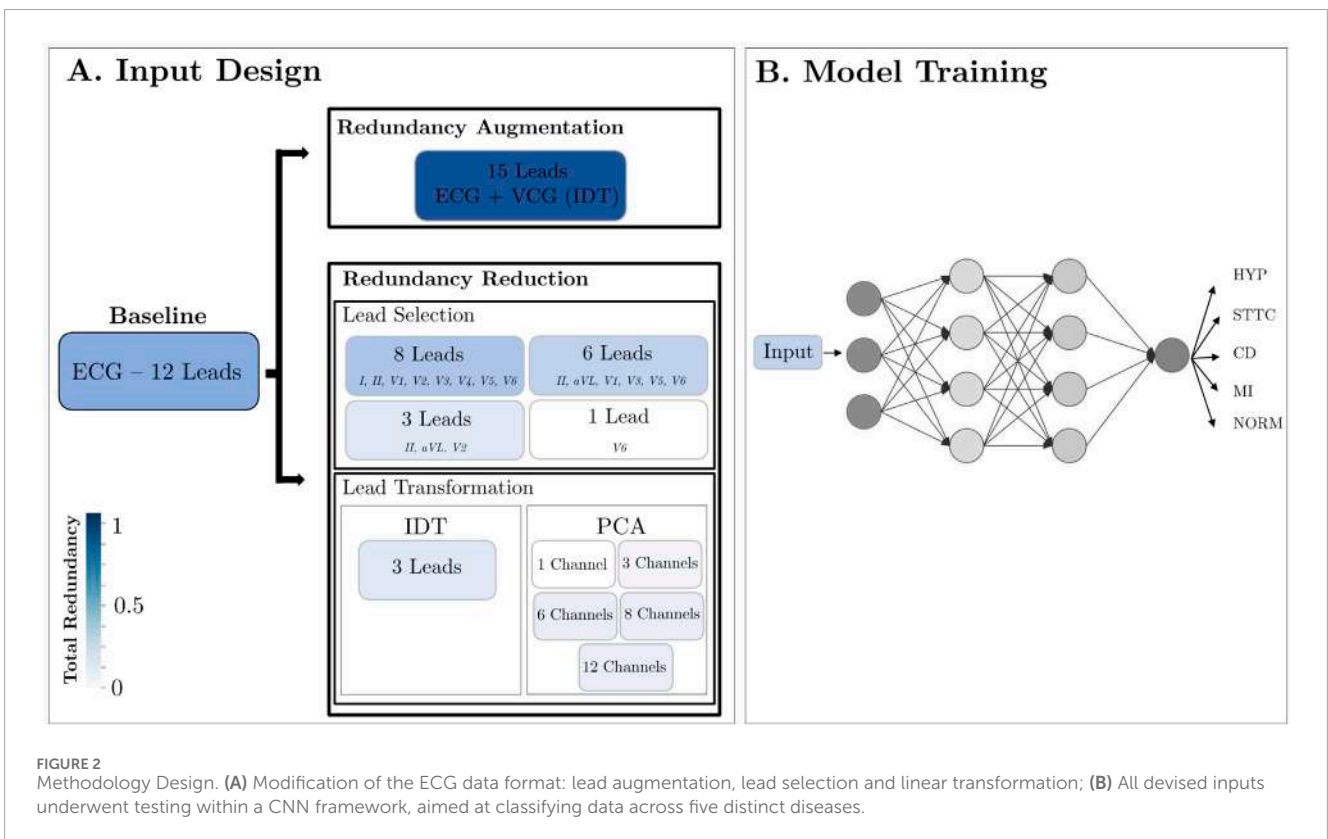 A. Input Design
Redundancy Augmentation
15 Leads
ECG + VCG (IDT)
Baseline
ECG – 12 Leads
Redundancy Reduction
Lead Selection
8 Leads
I, II, V1, V2, V3, V4, V5, V6
6 Leads
II, aVL, V1, V3, V5, V6
3 Leads
II, aVL, V2
1 Lead
V6
Lead Transformation
IDT
3 Leads
PCA
1 Channel
3 Channels
6 Channels
8 Channels
12 Channels
Total Redundancy
1
0.5
0
B. Model Training
Input
HYP
STTC
CD
MI
NORM
FIGURE 2
Methodology Design. (A) Modification of the ECG data format: lead augmentation, lead selection and linear transformation; (B) All devised inputs
underwent testing within a CNN framework, aimed at classifying data across five distinct diseases.